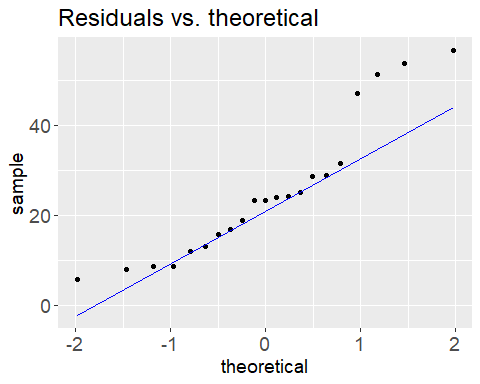 Residuals vs. theoretical
sample
40
20
0
-2 -1 0 1 2
theoretical